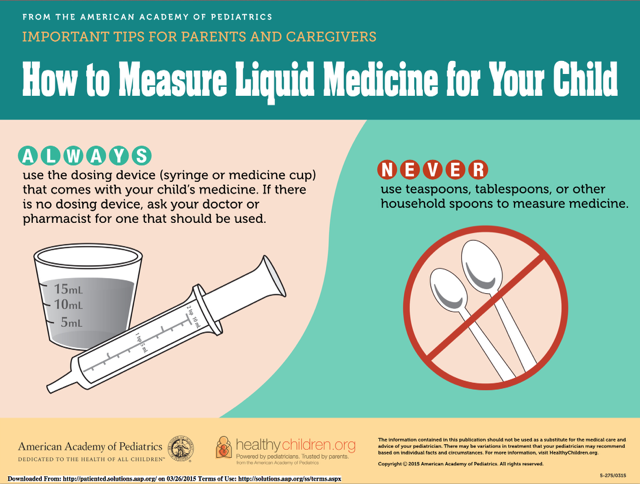 FROM THE AMERICAN ACADEMY OF PEDIATRICS
IMPORTANT TIPS FOR PARENTS AND CAREGIVERS
How to Measure Liquid Medicine for Your Child
ALWAYS
use the dosing device (syringe or medicine cup)
that comes with your child's medicine. If there
is no dosing device, ask your doctor or
pharmacist for one that should be used.
NEVER
use teaspoons, tablespoons, or other
household spoons to measure medicine.
15mL
10mL
5mL
American Academy of Pediatrics
DEDICATED TO THE HEALTH OF ALL CHILDREN®
healthychildren.org
Powered by pediatricians. Trusted by parents.
from the American Academy of Pediatrics
The information contained in this publication should not be used as a substitute for the medical care and
advice of your pediatrician. There may be variations in treatment that your pediatrician may recommend
based on individual facts and circumstances. For more information, visit HealthyChildren.org.
Copyright © 2015 American Academy of Pediatrics. All rights reserved.
S-275/0315
Downloaded From: http://patiented.solutions.aap.org/ on 03/26/2015 Terms of Use: http://solutions.aap.org/ss/terms.aspx